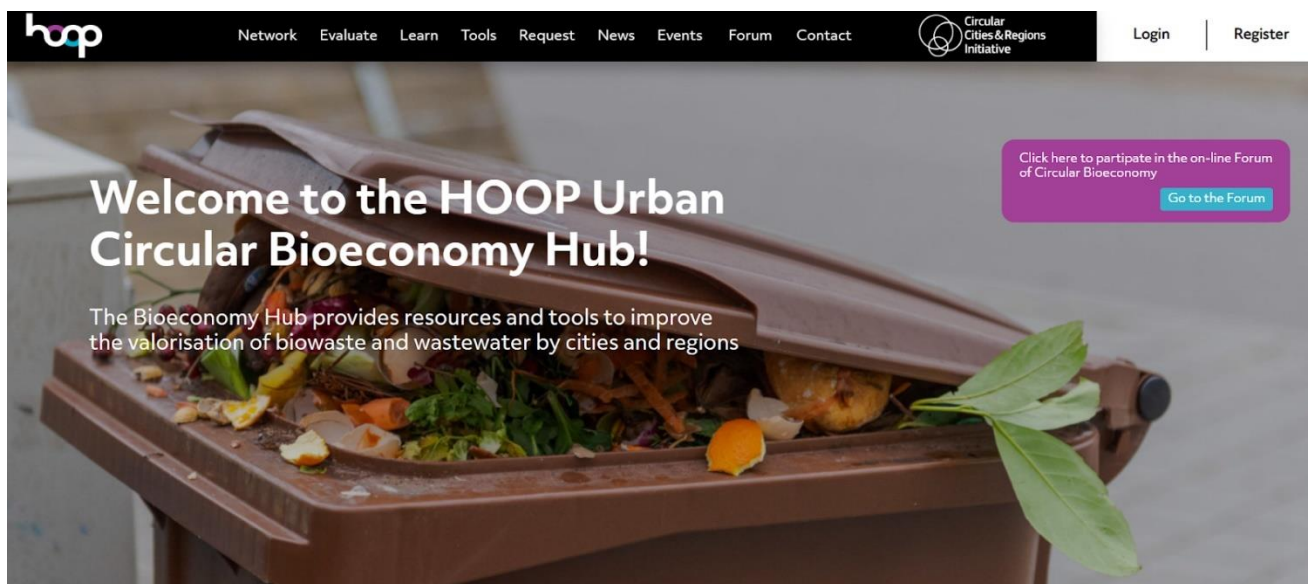 hoop
Network Evaluate Learn Tools Request News Events Forum Contact
Circular
Cities & Regions
Initiative
Login Register
Click here to partipate in the on-line Forum
of Circular Bioeconomy
Go to the Forum
Welcome to the HOOP Urban
Circular Bioeconomy Hub!
The Bioeconomy Hub provides resources and tools to improve
the valorisation of biowaste and wastewater by cities and regions